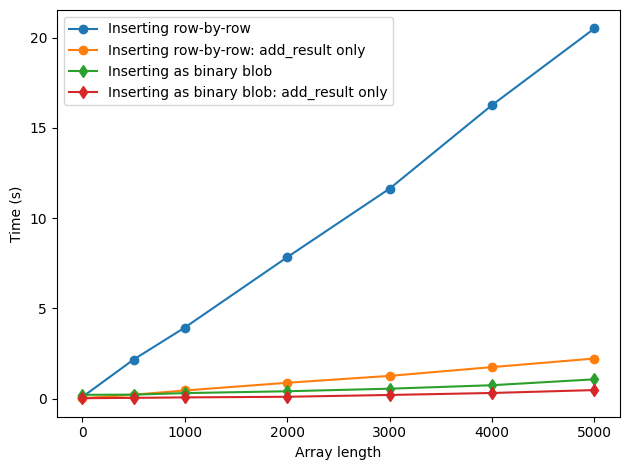 Inserting row-by-row
Inserting row-by-row: add_result only
Inserting as binary blob
Inserting as binary blob: add_result only
Time (s)
20
15
10
5
0
0 1000 2000 3000 4000 5000
Array length